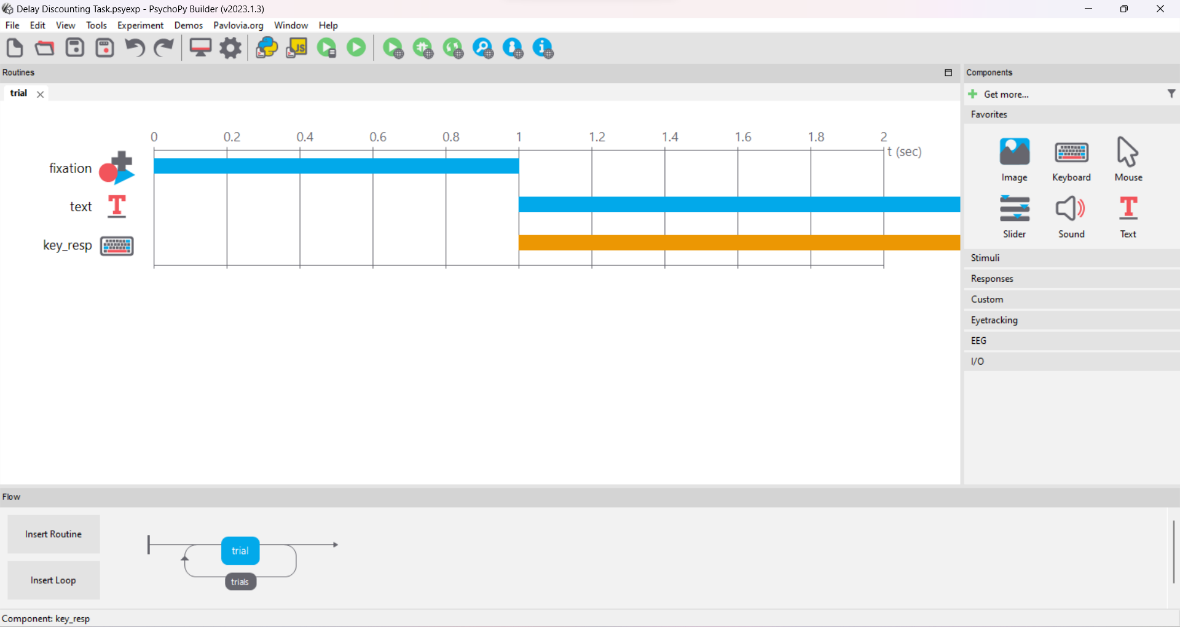 Delay Discounting Task.psyexp - PsychoPy Builder (v2023.1.3)
File Edit View Tools Experiment Demos Pavlovia.org Window Help
JS
Routines
Components
trial
Get more...
Favorites
0 0.2 0.4 0.6 0.8 1 1.2 1.4 1.6 1.8 2
t (sec)
fixation
text
T
key_resp
Image Keyboard Mouse
T
Slider Sound Text
Stimuli
Responses
Custom
Eyetracking
EEG
I/O
Flow
Insert Routine
Insert Loop
trial
trials
Component: key_resp